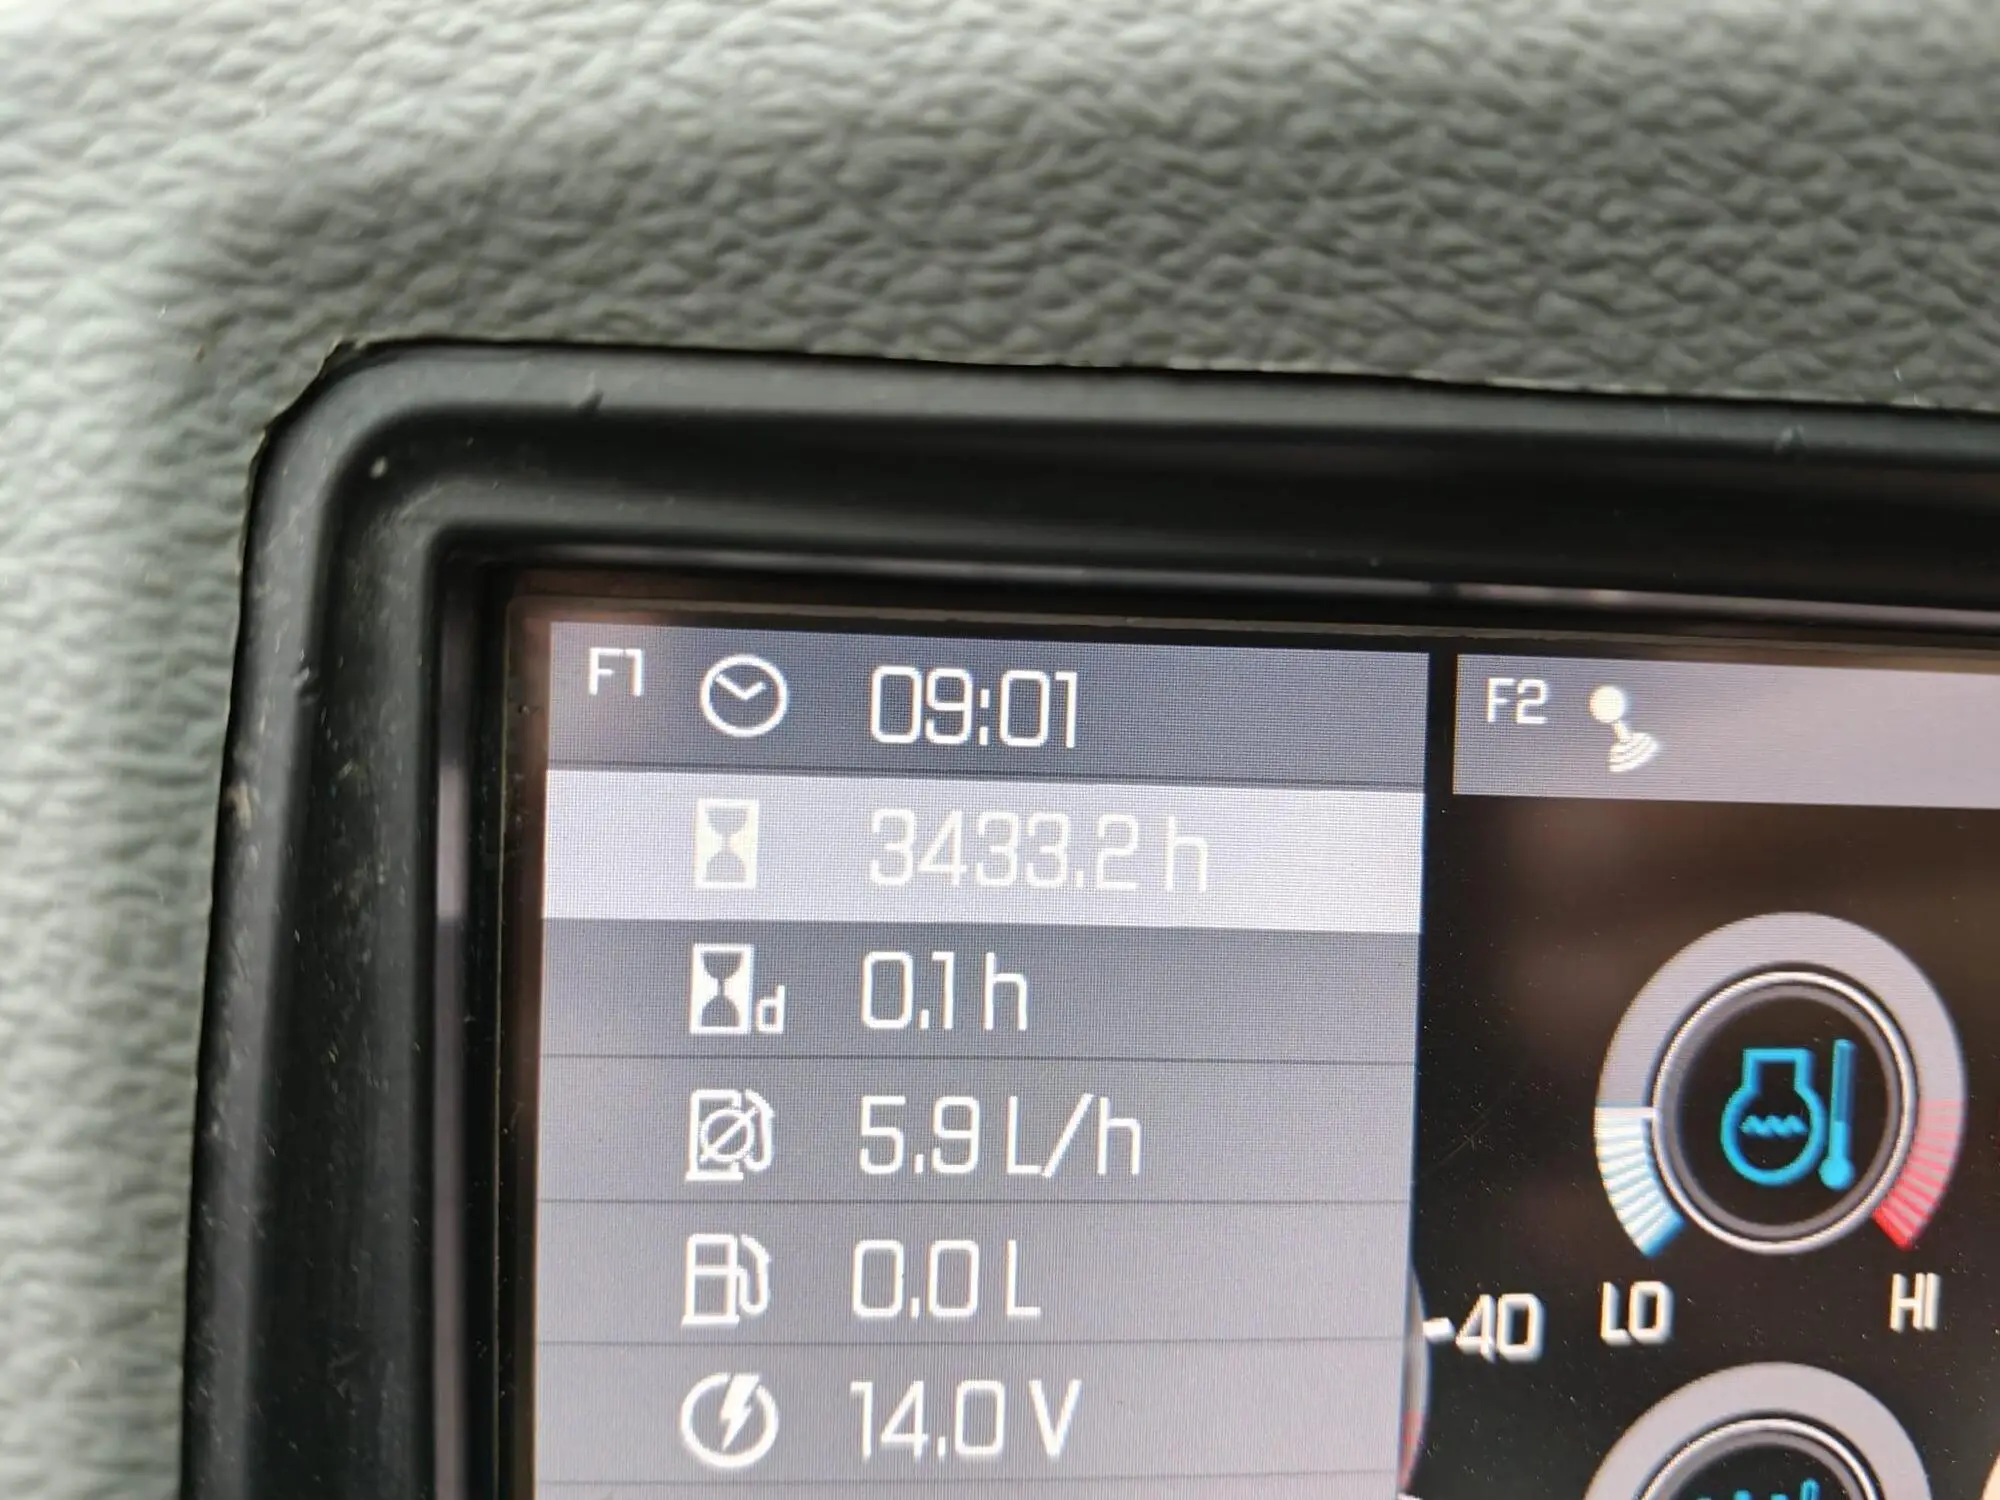 F1 09:01
3433.2 h
d 0.1 h
5.9 L/h
0.0 L
14.0 V
F2
40
LO HI